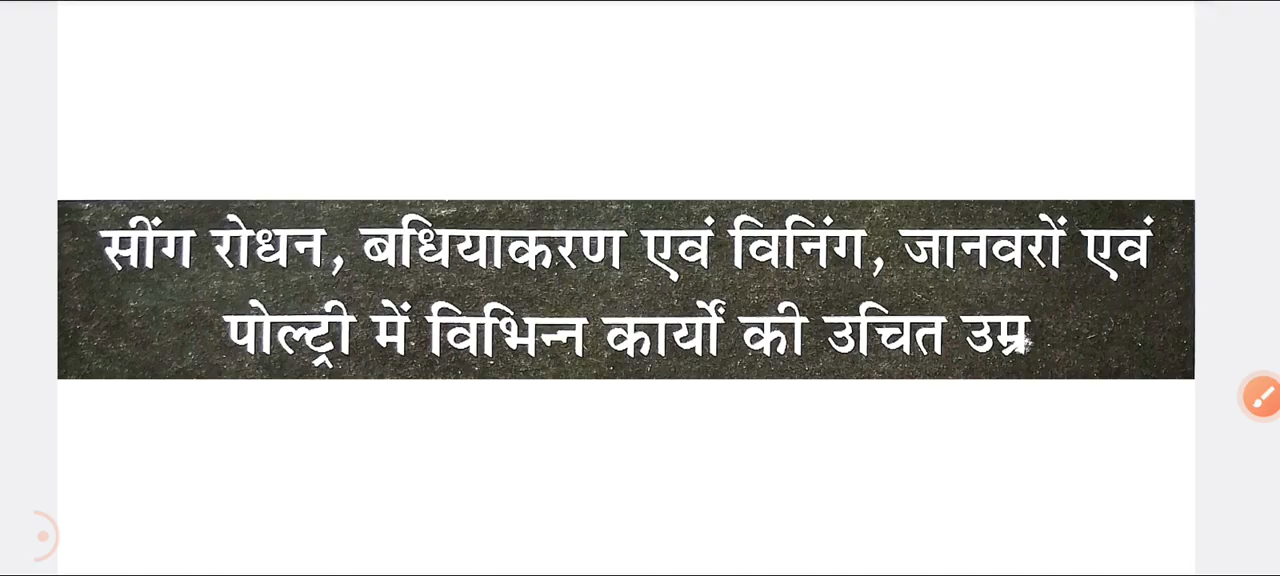 सींग रोधन, बधियाकरण एवं विनिंग, जानवरों एवं
पोल्ट्री में विभिन्न कार्यों की उचित उम्र